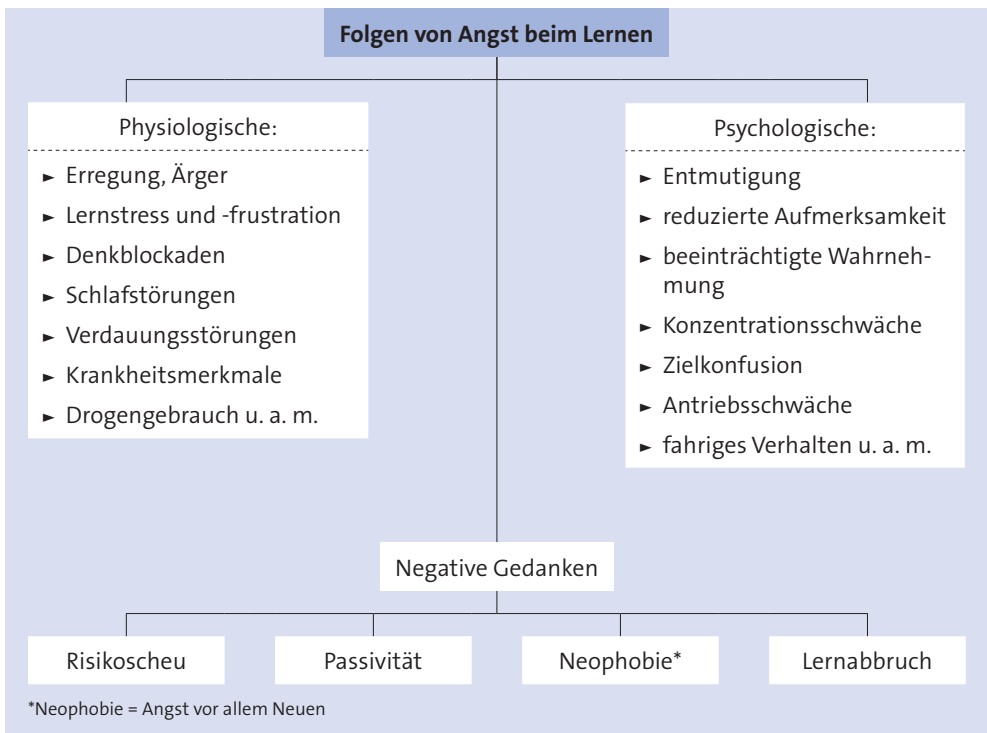 Folgen von Angst beim Lernen
Physiologische:
► Erregung, Ärger
► Lernstress und -frustration
► Denkblockaden
► Schlafstörungen
► Verdauungsstörungen
► Krankheitsmerkmale
► Drogengebrauch u. a. m.
Psychologische:
► Entmutigung
► reduzierte Aufmerksamkeit
► beeinträchtigte Wahrneh-
mung
► Konzentrationsschwäche
► Zielkonfusion
► Antriebsschwäche
► fahriges Verhalten u. a. m.
Negative Gedanken
Risikoscheu
Passivität
Neophobie*
Lernabbruch
*Neophobie = Angst vor allem Neuen